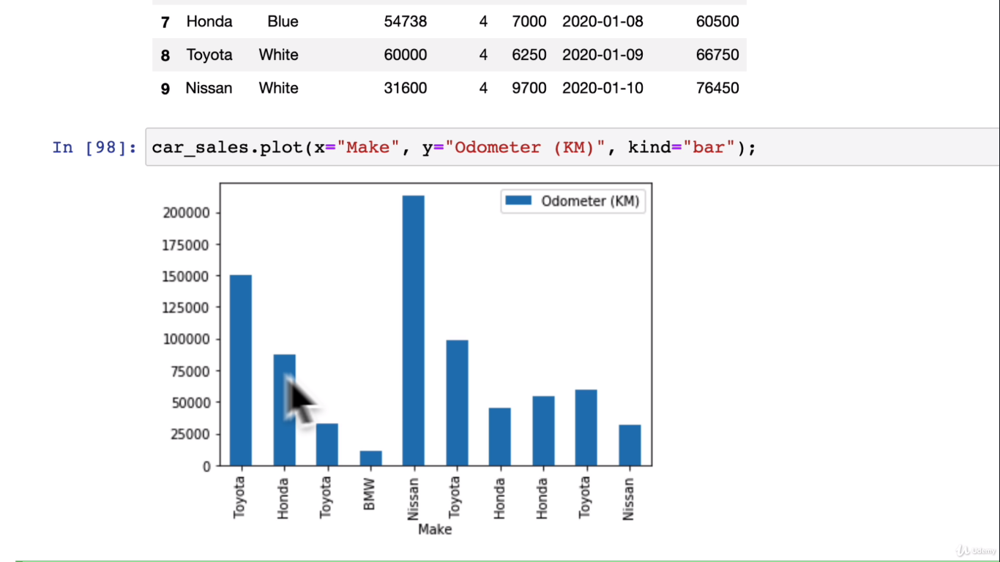 7 Honda Blue 54738 4 7000 2020-01-08 60500
8 Toyota White 60000 4 6250 2020-01-09 66750
9 Nissan White 31600 4 9700 2020-01-10 76450
In [98]: car_sales.plot(x="Make", y="Odometer (KM)", kind="bar");
Odometer (KM)
200000
175000
150000
125000
100000
75000
50000
25000
0
Toyota Honda Toyota BMW Nissan Toyota Honda Honda Toyota Nissan
Make
Udemy